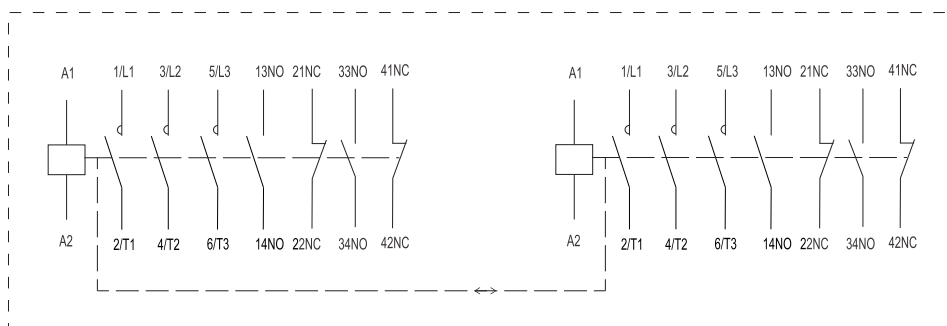 A1 1/L1 3/L2 5/L3 13NO 21NC 33NO 41NC
A2 2/T1 4/T2 6/T3 14NO 22NC 34NO 42NC
A1 1/L1 3/L2 5/L3 13NO 21NC 33NO 41NC
A2 2/T1 4/T2 6/T3 14NO 22NC 34NO 42NC